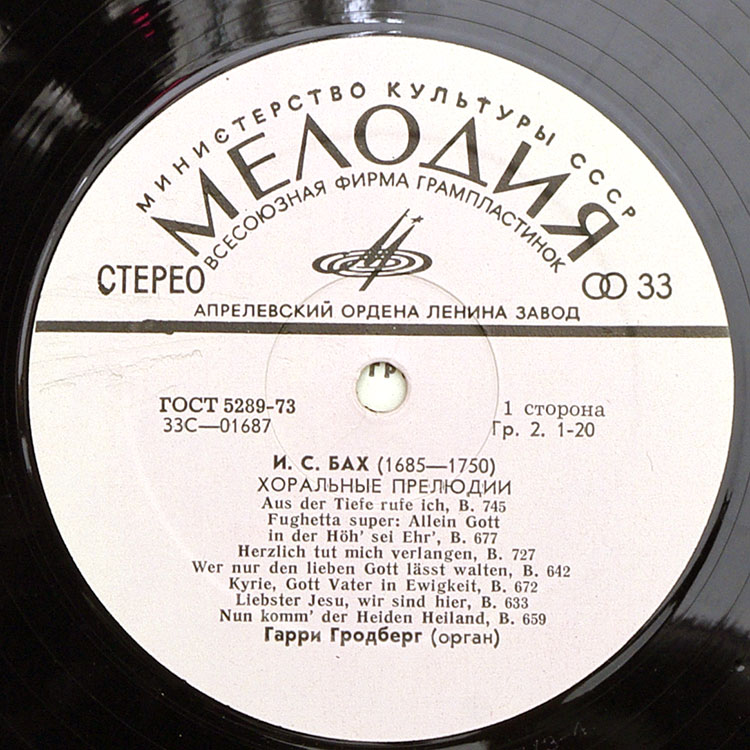 МИНИСТЕРСТВО КУЛЬТУРЫ СССР
МЕЛОДИЯ
ВСЕСОЮЗНАЯ ФИРМА ГРАМПЛАСТИНОК
СТЕРЕО
33
АПРЕЛЕВСКИЙ ОРДЕНА ЛЕНИНА ЗАВОД
ГР.
ГОСТ 5289-73
33С—01687
1 сторона
Гр. 2. 1-20
И. С. БАХ (1685—1750)
ХОРАЛЬНЫЕ ПРЕЛЮДИИ
Aus der Tiefe rufe ich, B. 745
Fughetta super: Allein Gott
in der Höh' sei Ehr', B. 677
Herzlich tut mich verlangen, B. 727
Wer nur den lieben Gott lässt walten, B. 642
Kyrie, Gott Vater in Ewigkeit, B. 672
Liebster Jesu, wir sind hier, B. 633
Nun komm' der Heiden Heiland, B. 659
Гарри Гродберг (орган)